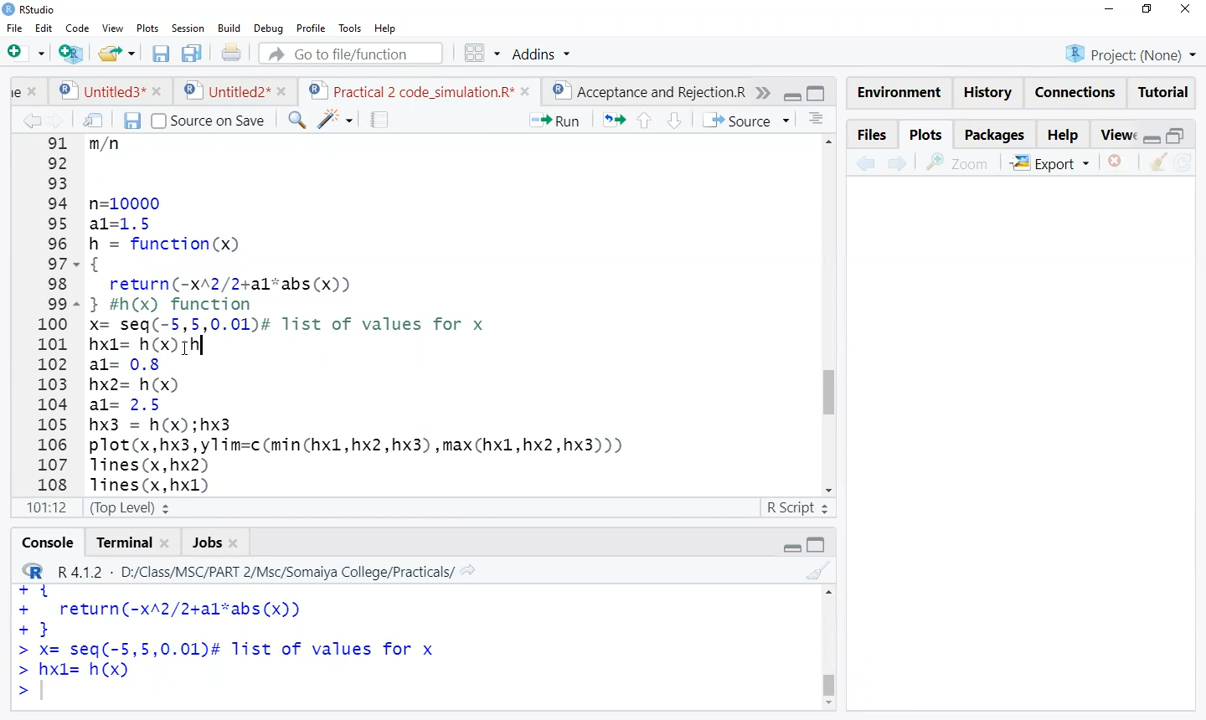 RStudio
File Edit Code View Plots Session Build Debug Profile Tools Help
Go to file/function Addins Project: (None)
ne Untitled3* Untitled2* Practical 2 code_simulation.R* Acceptance and Rejection.R
Source on Save Run Source
91 m/n
92
93
94 n=10000
95 a1=1.5
96 h = function(x)
97 {
98 return(-x^2/2+a1*abs(x))
99 } #h(x) function
100 x= seq(-5,5,0.01)# list of values for x
101 hx1= h(x);h
102 a1= 0.8
103 hx2= h(x)
104 a1= 2.5
105 hx3 = h(x);hx3
106 plot(x,hx3,ylim=c(min(hx1,hx2,hx3),max(hx1,hx2,hx3)))
107 lines(x,hx2)
108 lines(x,hx1)
101:12 (Top Level) R Script
Console Terminal Jobs
R 4.1.2 · D:/Class/MSC/PART 2/Msc/Somaiya College/Practicals/
+ {
+ return(-x^2/2+a1*abs(x))
+ }
> x= seq(-5,5,0.01)# list of values for x
> hx1= h(x)
>
Environment History Connections Tutorial
Files Plots Packages Help Viewe
Zoom Export